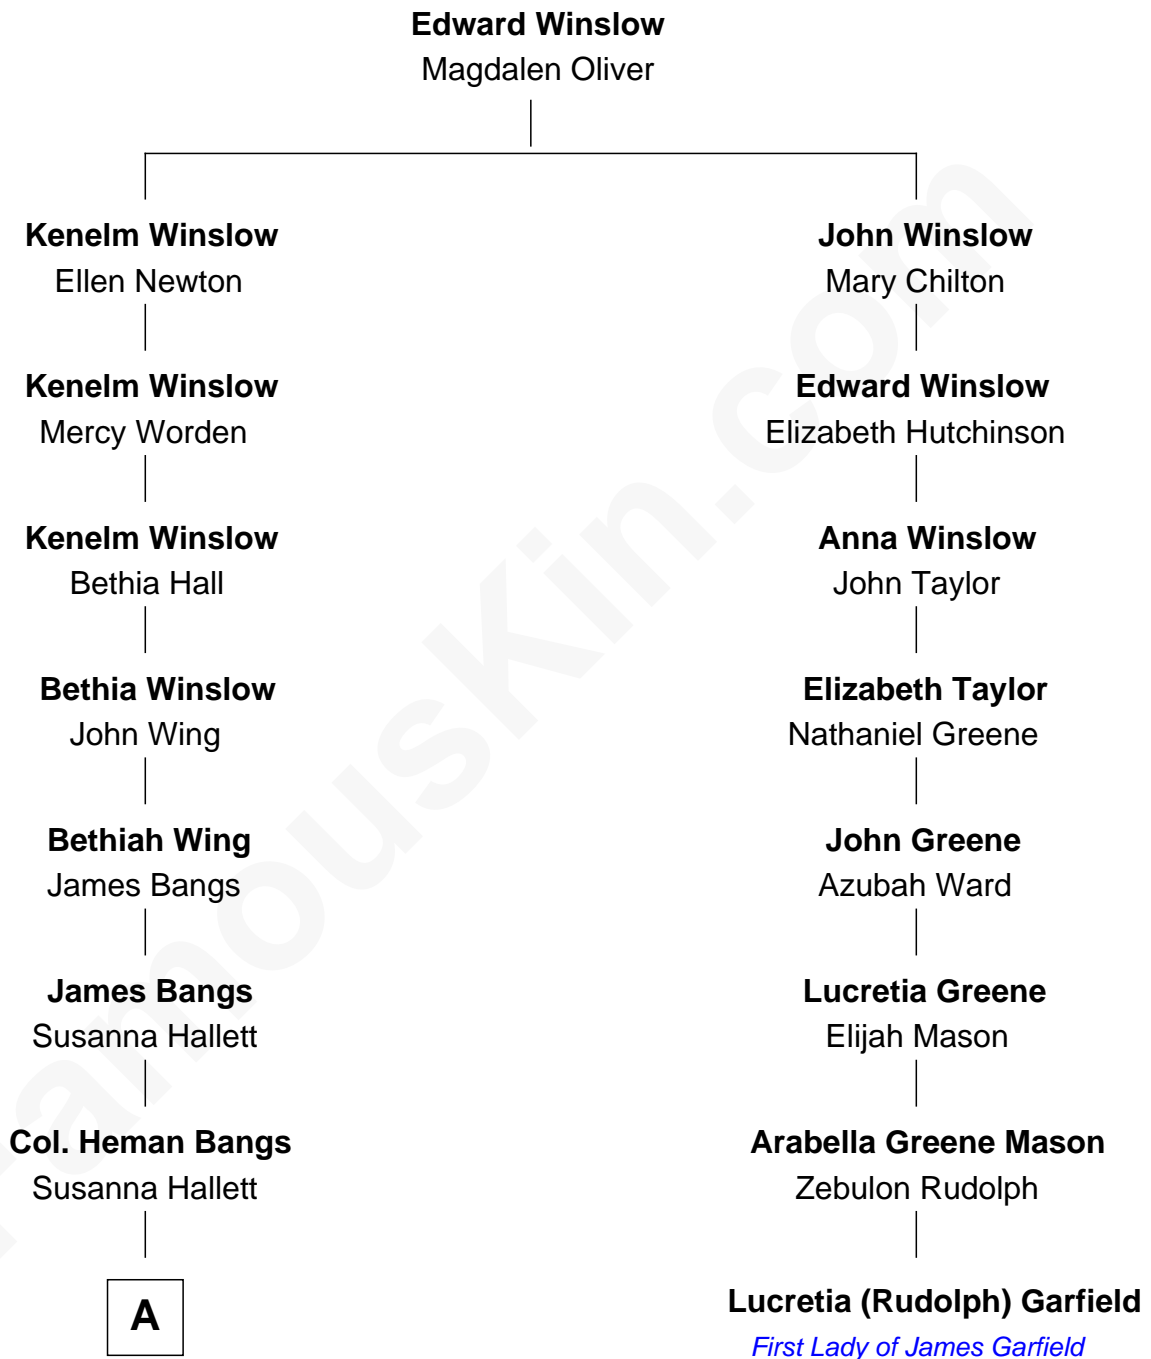 Edward Winslow
Magdalen Oliver
Kenelm Winslow
Ellen Newton
John Winslow
Mary Chilton
Kenelm Winslow
Mercy Worden
Edward Winslow
Elizabeth Hutchinson
Kenelm Winslow
Bethia Hall
Anna Winslow
John Taylor
Bethia Winslow
John Wing
Elizabeth Taylor
Nathaniel Greene
Bethiah Wing
James Bangs
John Greene
Azubah Ward
James Bangs
Susanna Hallett
Lucretia Greene
Elijah Mason
Col. Heman Bangs
Susanna Hallett
Arabella Greene Mason
Zebulon Rudolph
A
Lucretia (Rudolph) Garfield
First Lady of James Garfield
FamousKin.com